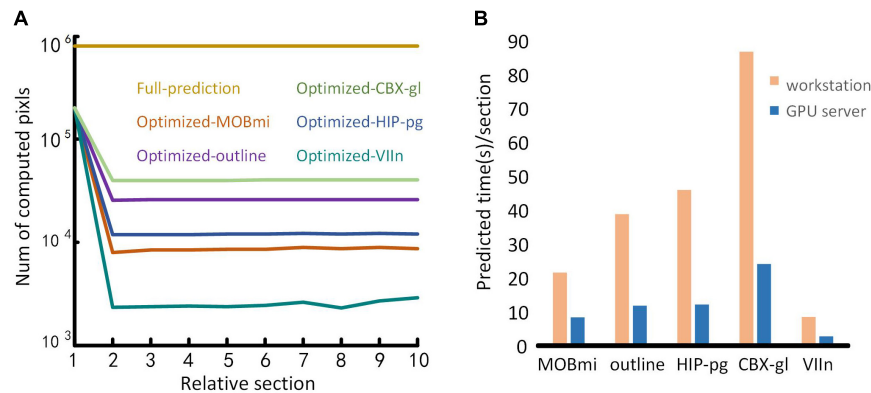 A
Num of computed pixls
10 6
10 5
10 4
10 3
Full-prediction
Optimized-CBX-gl
Optimized-MOBmi
Optimized-HIP-pg
Optimized-outline
Optimized-VIIn
1 2 3 4 5 6 7 8 9 10
Relative section
B
Predicted time(s)/section
90
80
70
60
50
40
30
20
10
0
workstation
GPU server
MOBmi outline HIP-pg CBX-gl VIIn